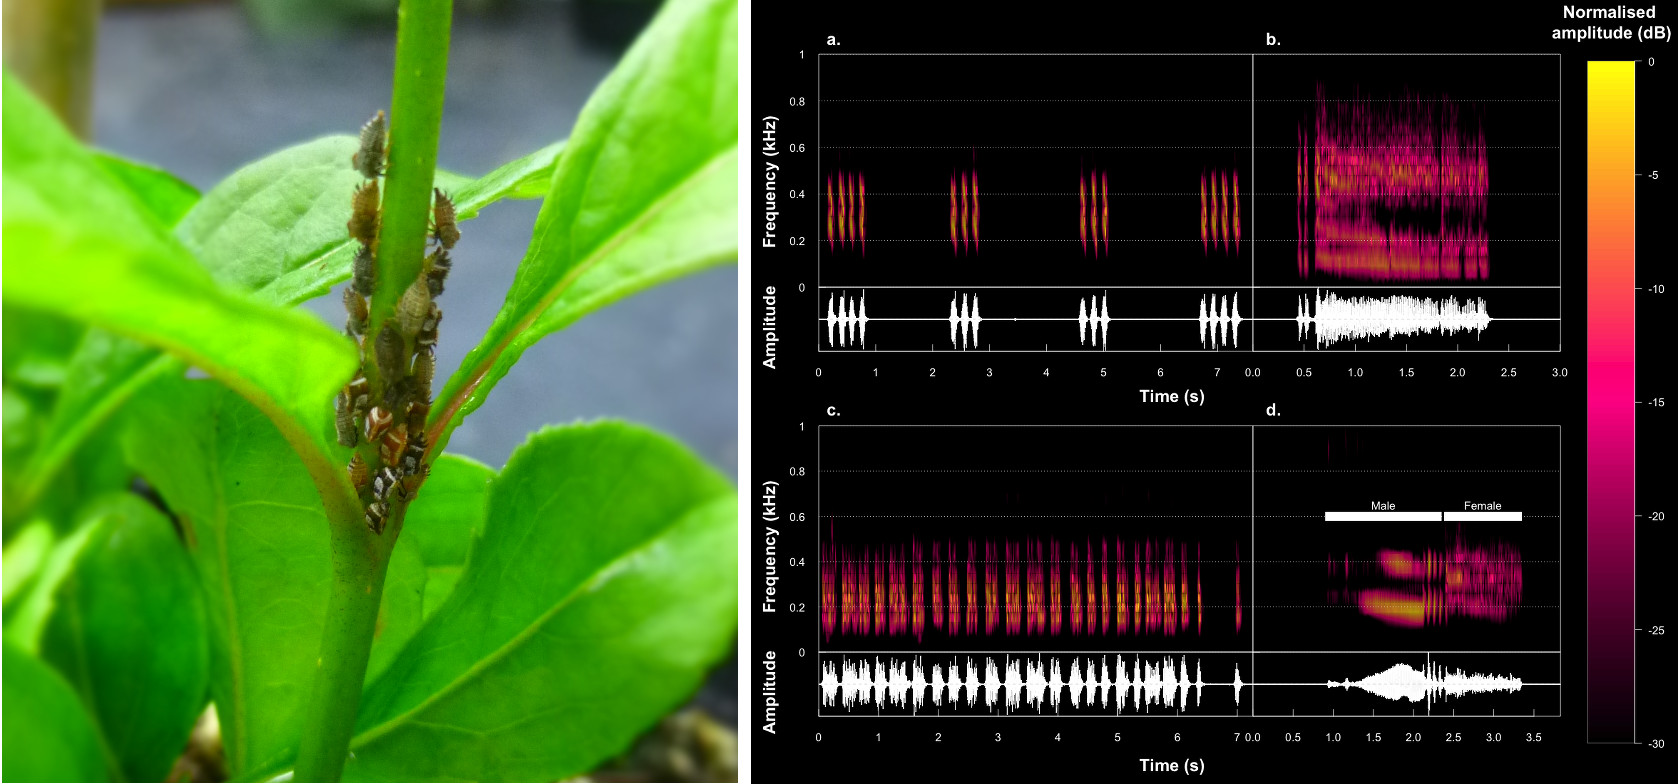 Normalised
amplitude (dB)
a.
b.
Frequency (kHz)
1
0.8
0.6
0.4
0.2
0
Amplitude
0 1 2 3 4 5 6 7 0.0 0.5 1.0 1.5 2.0 2.5 3.0
Time (s)
c.
d.
Frequency (kHz)
1
0.8
0.6
0.4
0.2
0
Male Female
Amplitude
0 1 2 3 4 5 6 7 0.0 0.5 1.0 1.5 2.0 2.5 3.0 3.5
Time (s)
0
-5
-10
-15
-20
-25
-30